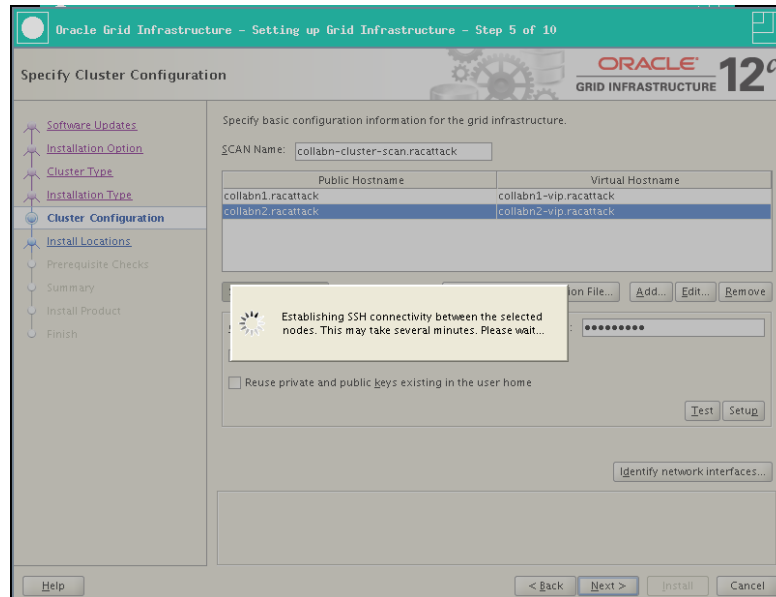 Oracle Grid Infrastructure - Setting up Grid Infrastructure - Step 5 of 10
Specify Cluster Configuration
ORACLE
GRID INFRASTRUCTURE
12c
Software Updates
Installation Option
Cluster Type
Installation Type
Cluster Configuration
Install Locations
Prerequisite Checks
Summary
Install Product
Finish
Specify basic configuration information for the grid infrastructure.
SCAN Name: collabn-cluster-scan.racattack
Public Hostname Virtual Hostname
collabn1.racattack collabn1-vip.racattack
collabn2.racattack collabn2-vip.racattack
File... Add... Edit... Remove
Establishing SSH connectivity between the selected
nodes. This may take several minutes. Please wait...
Reuse private and public keys existing in the user home
Test Setup
Identify network interfaces...
Help < Back Next > Install Cancel